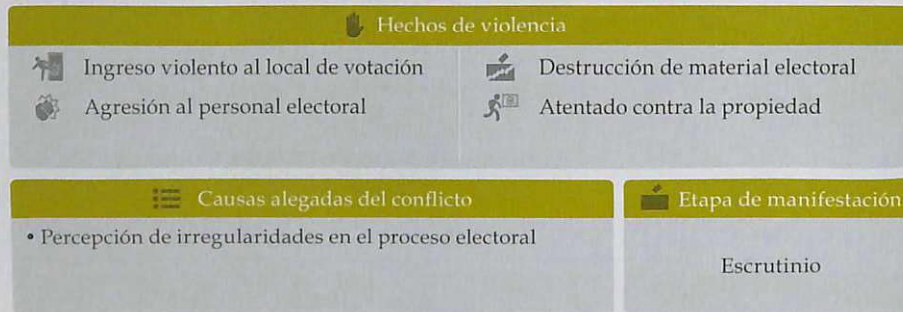 Hechos de violencia
Ingreso violento al local de votación
Agresión al personal electoral
Destrucción de material electoral
Atentado contra la propiedad
Causas alegadas del conflicto
• Percepción de irregularidades en el proceso electoral
Etapa de manifestación
Escrutinio